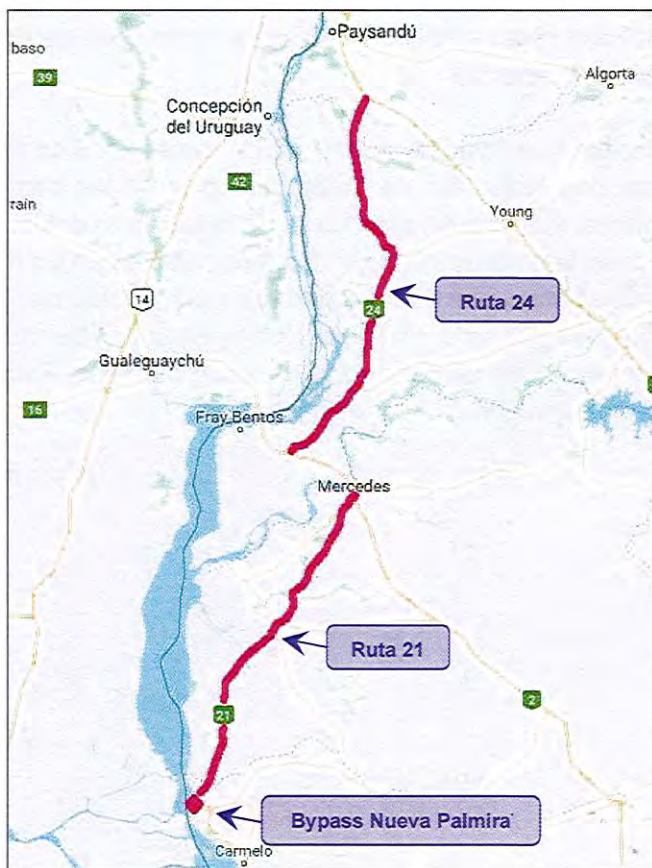 Paysandú
baso
39
Algorta
Concepción
del Uruguay
42
rain
Young
14
Ruta 24
24
Gualeguaychú
16
Fray Bentos
Mercedes
Ruta 21
21
2
Bypass Nueva Palmira
Carmelo